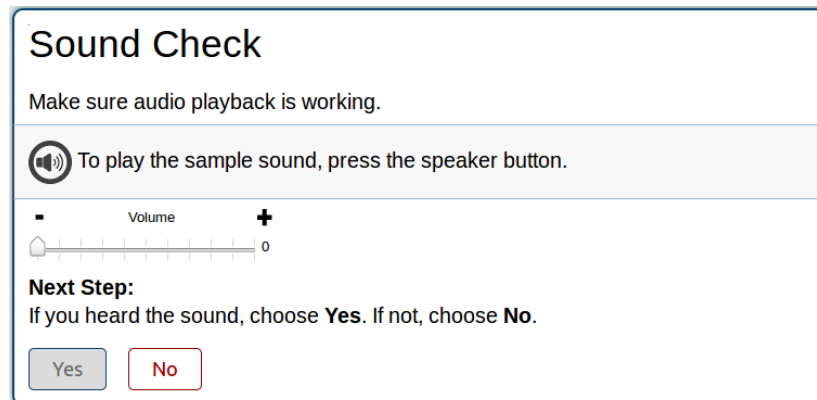 Sound Check
Make sure audio playback is working.
To play the sample sound, press the speaker button.
- Volume +
0
Next Step:
If you heard the sound, choose Yes. If not, choose No.
Yes No